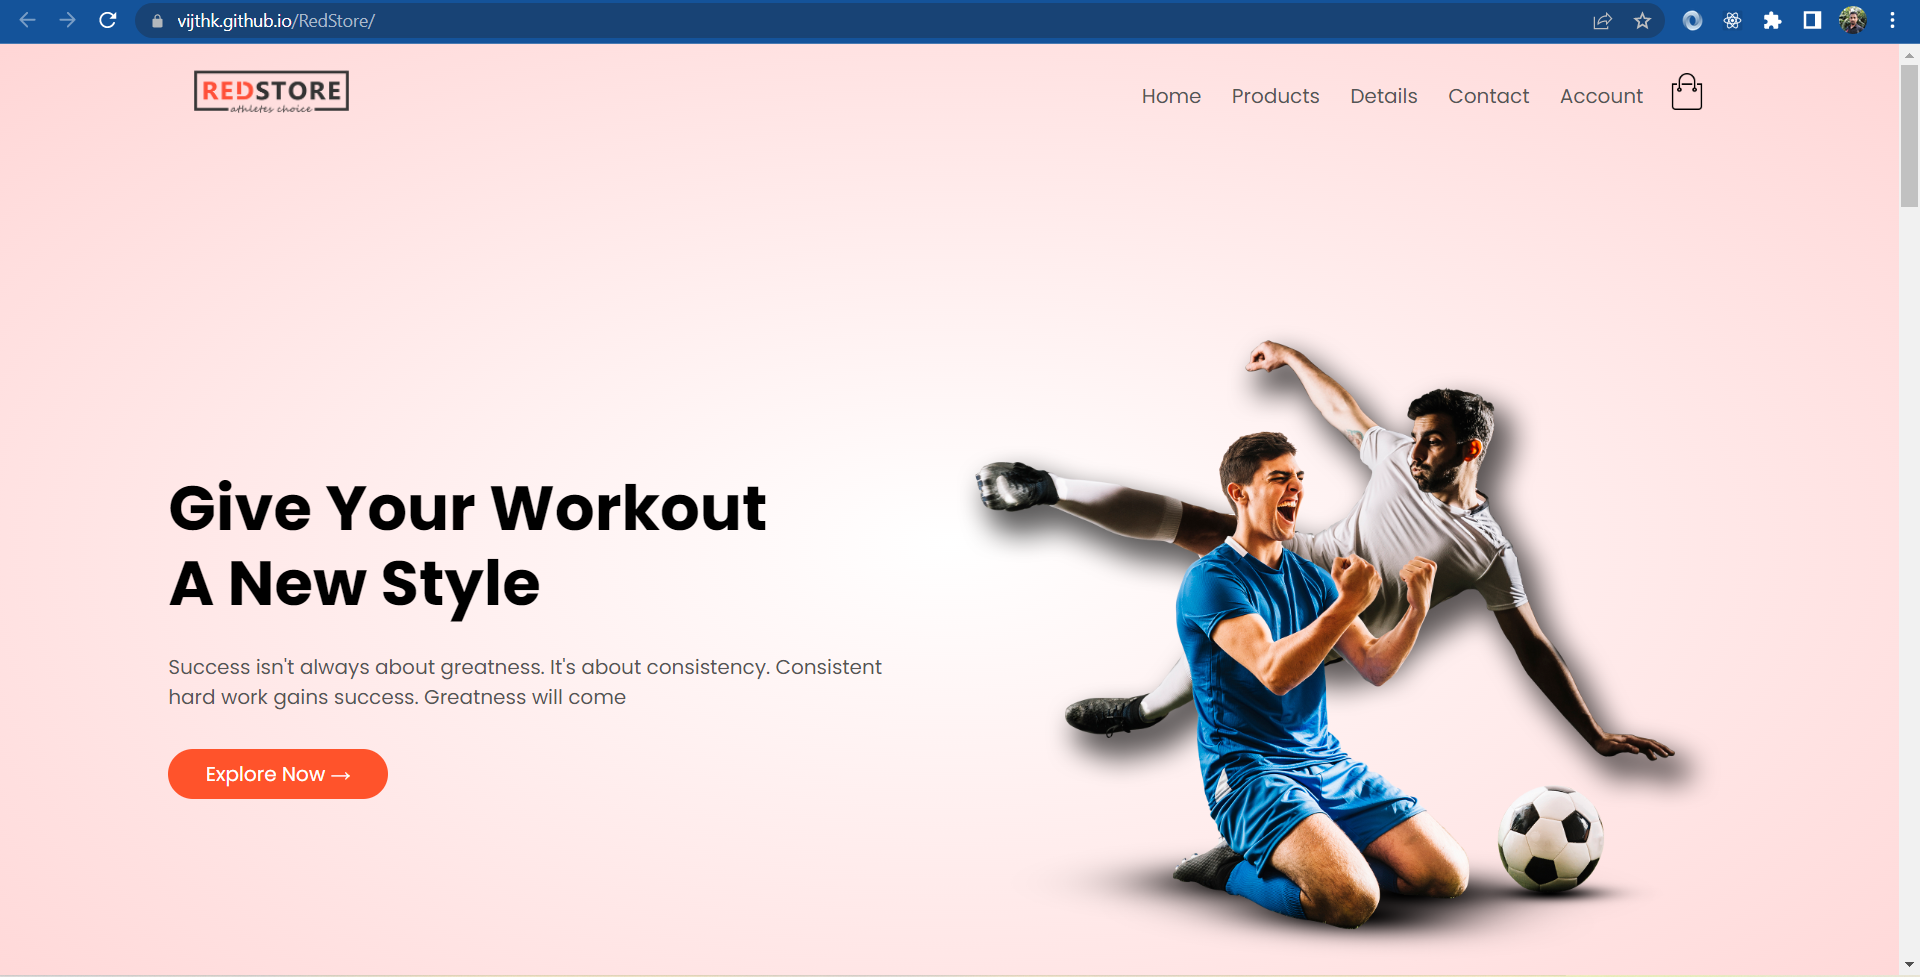 vijthk.github.io/RedStore/
REDSTORE
athletes choice
Home Products Details Contact Account
Give Your Workout
A New Style
Success isn't always about greatness. It's about consistency. Consistent
hard work gains success. Greatness will come
Explore Now →